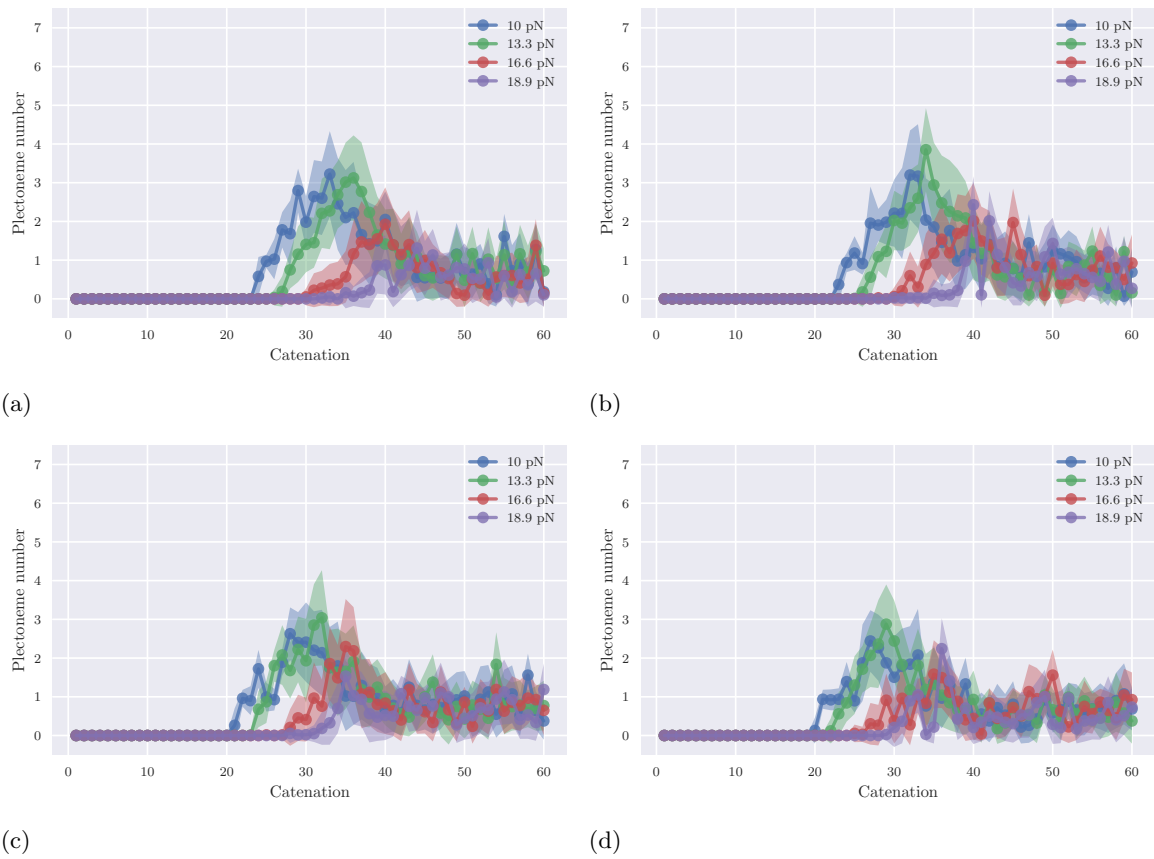 7
6
5
4
3
2
1
0
Plectoneme number
10 pN
13.3 pN
16.6 pN
18.9 pN
0 10 20 30 40 50 60
Catenation
(a)
7
6
5
4
3
2
1
0
Plectoneme number
10 pN
13.3 pN
16.6 pN
18.9 pN
0 10 20 30 40 50 60
Catenation
(b)
7
6
5
4
3
2
1
0
Plectoneme number
10 pN
13.3 pN
16.6 pN
18.9 pN
0 10 20 30 40 50 60
Catenation
(c)
7
6
5
4
3
2
1
0
Plectoneme number
10 pN
13.3 pN
16.6 pN
18.9 pN
0 10 20 30 40 50 60
Catenation
(d)